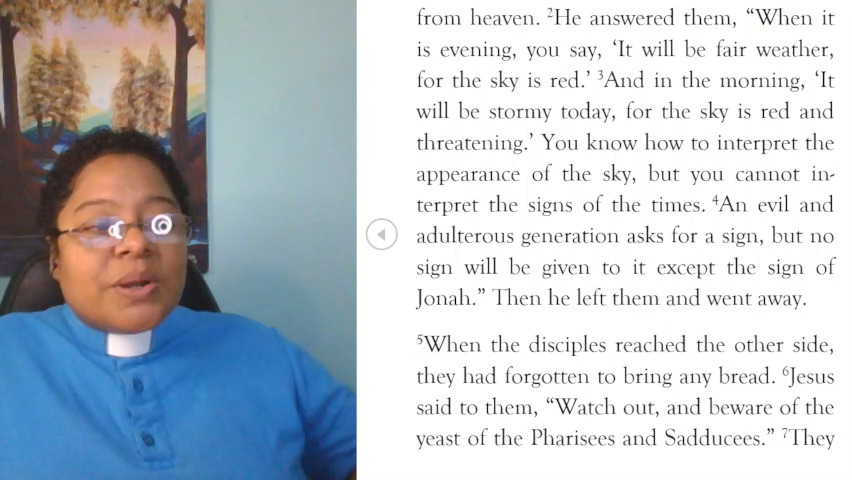 from heaven. ²He answered them, “When it
is evening, you say, ‘It will be fair weather,
for the sky is red.’ ³And in the morning, ‘It
will be stormy today, for the sky is red and
threatening.’ You know how to interpret the
appearance of the sky, but you cannot in-
terpret the signs of the times. ⁴An evil and
adulterous generation asks for a sign, but no
sign will be given to it except the sign of
Jonah.” Then he left them and went away.
⁵When the disciples reached the other side,
they had forgotten to bring any bread. ⁶Jesus
said to them, “Watch out, and beware of the
yeast of the Pharisees and Sadducees.” ⁷They